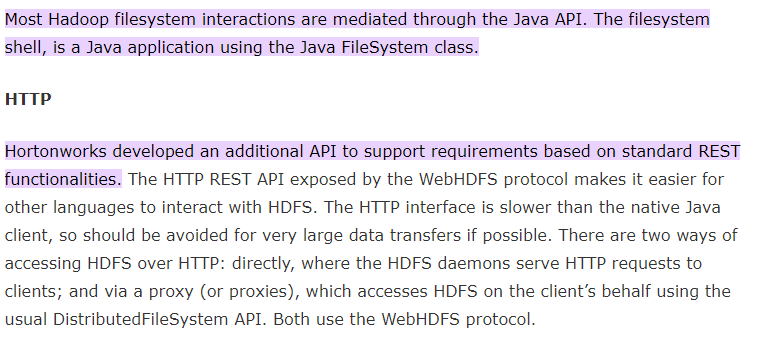 Most Hadoop filesystem interactions are mediated through the Java API. The filesystem
shell, is a Java application using the Java FileSystem class.
HTTP
Hortonworks developed an additional API to support requirements based on standard REST
functionalities. The HTTP REST API exposed by the WebHDFS protocol makes it easier for
other languages to interact with HDFS. The HTTP interface is slower than the native Java
client, so should be avoided for very large data transfers if possible. There are two ways of
accessing HDFS over HTTP: directly, where the HDFS daemons serve HTTP requests to
clients; and via a proxy (or proxies), which accesses HDFS on the client’s behalf using the
usual DistributedFileSystem API. Both use the WebHDFS protocol.